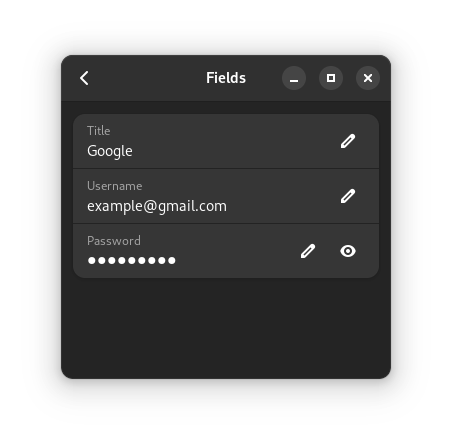 Fields
Title
Google
Username
example@gmail.com
Password
●●●●●●●●●